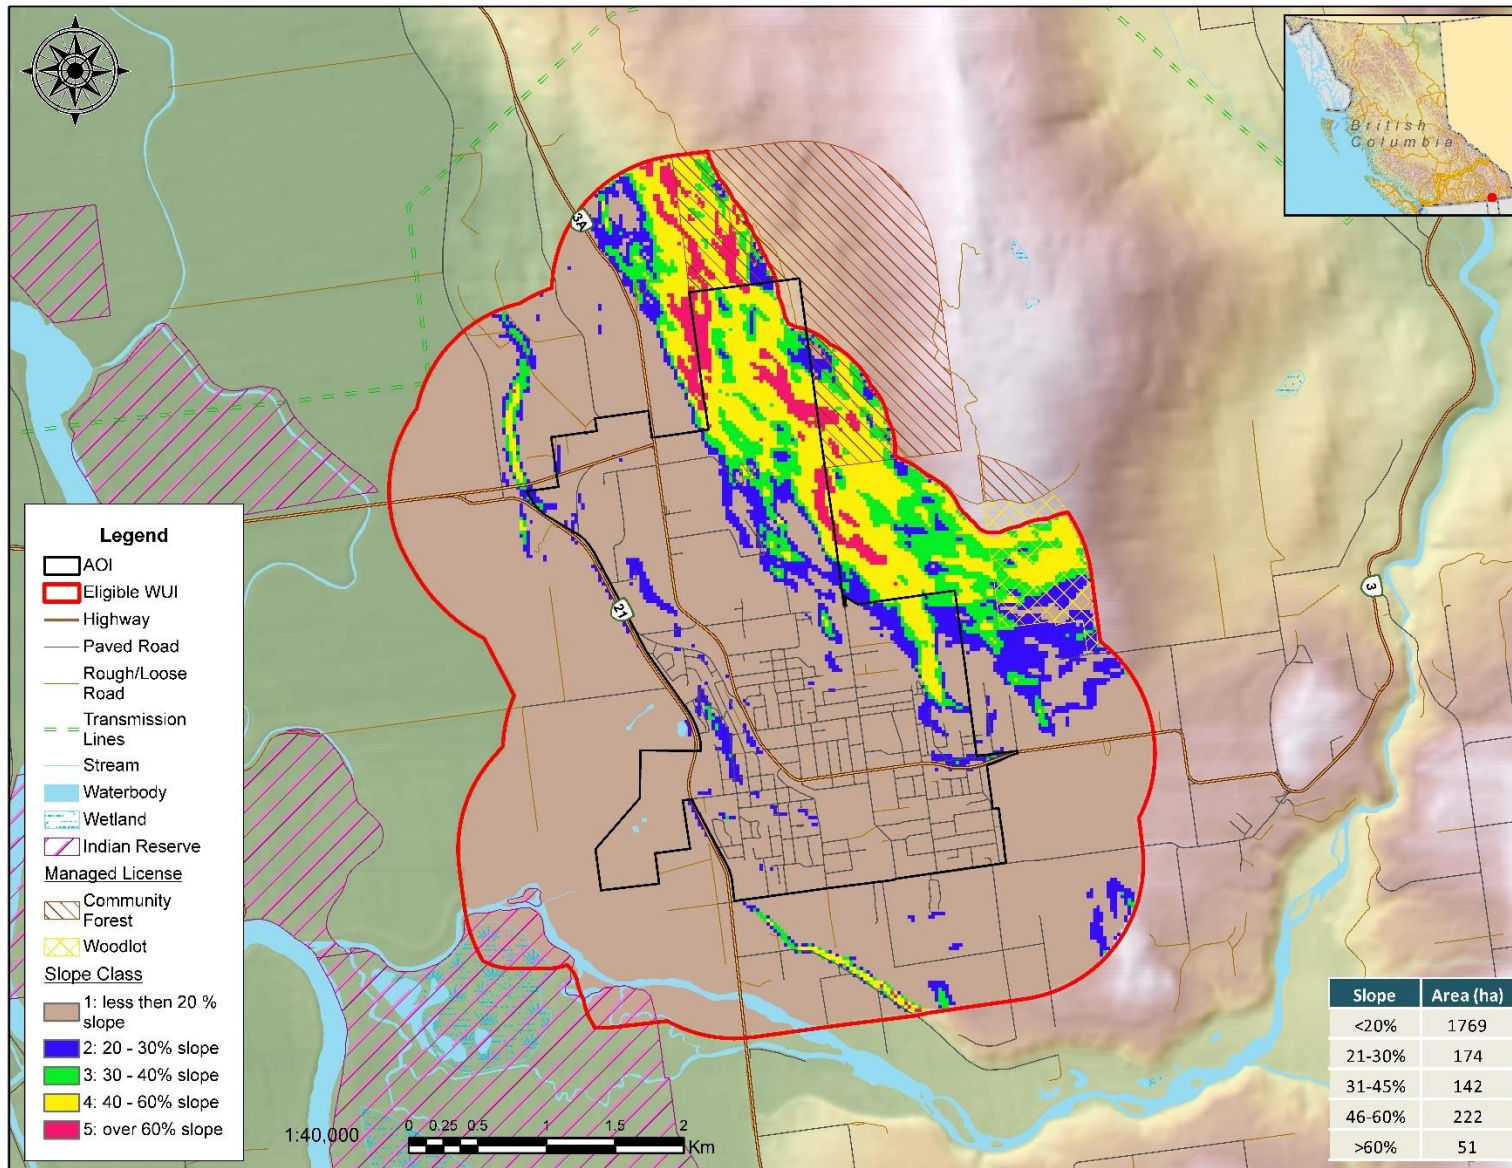 British
Columbia
3A
21
3
Legend
AOI
Eligible WUI
Highway
Paved Road
Rough/Loose
Road
Transmission
Lines
Stream
Waterbody
Wetland
Indian Reserve
Managed License
Community
Forest
Woodlot
Slope Class
1: less then 20 %
slope
2: 20 - 30% slope
3: 30 - 40% slope
4: 40 - 60% slope
5: over 60% slope
1:40,000
0 0.25 0.5 1 1.5 2
Km
Slope Area (ha)
<20% 1769
21-30% 174
31-45% 142
46-60% 222
>60% 51